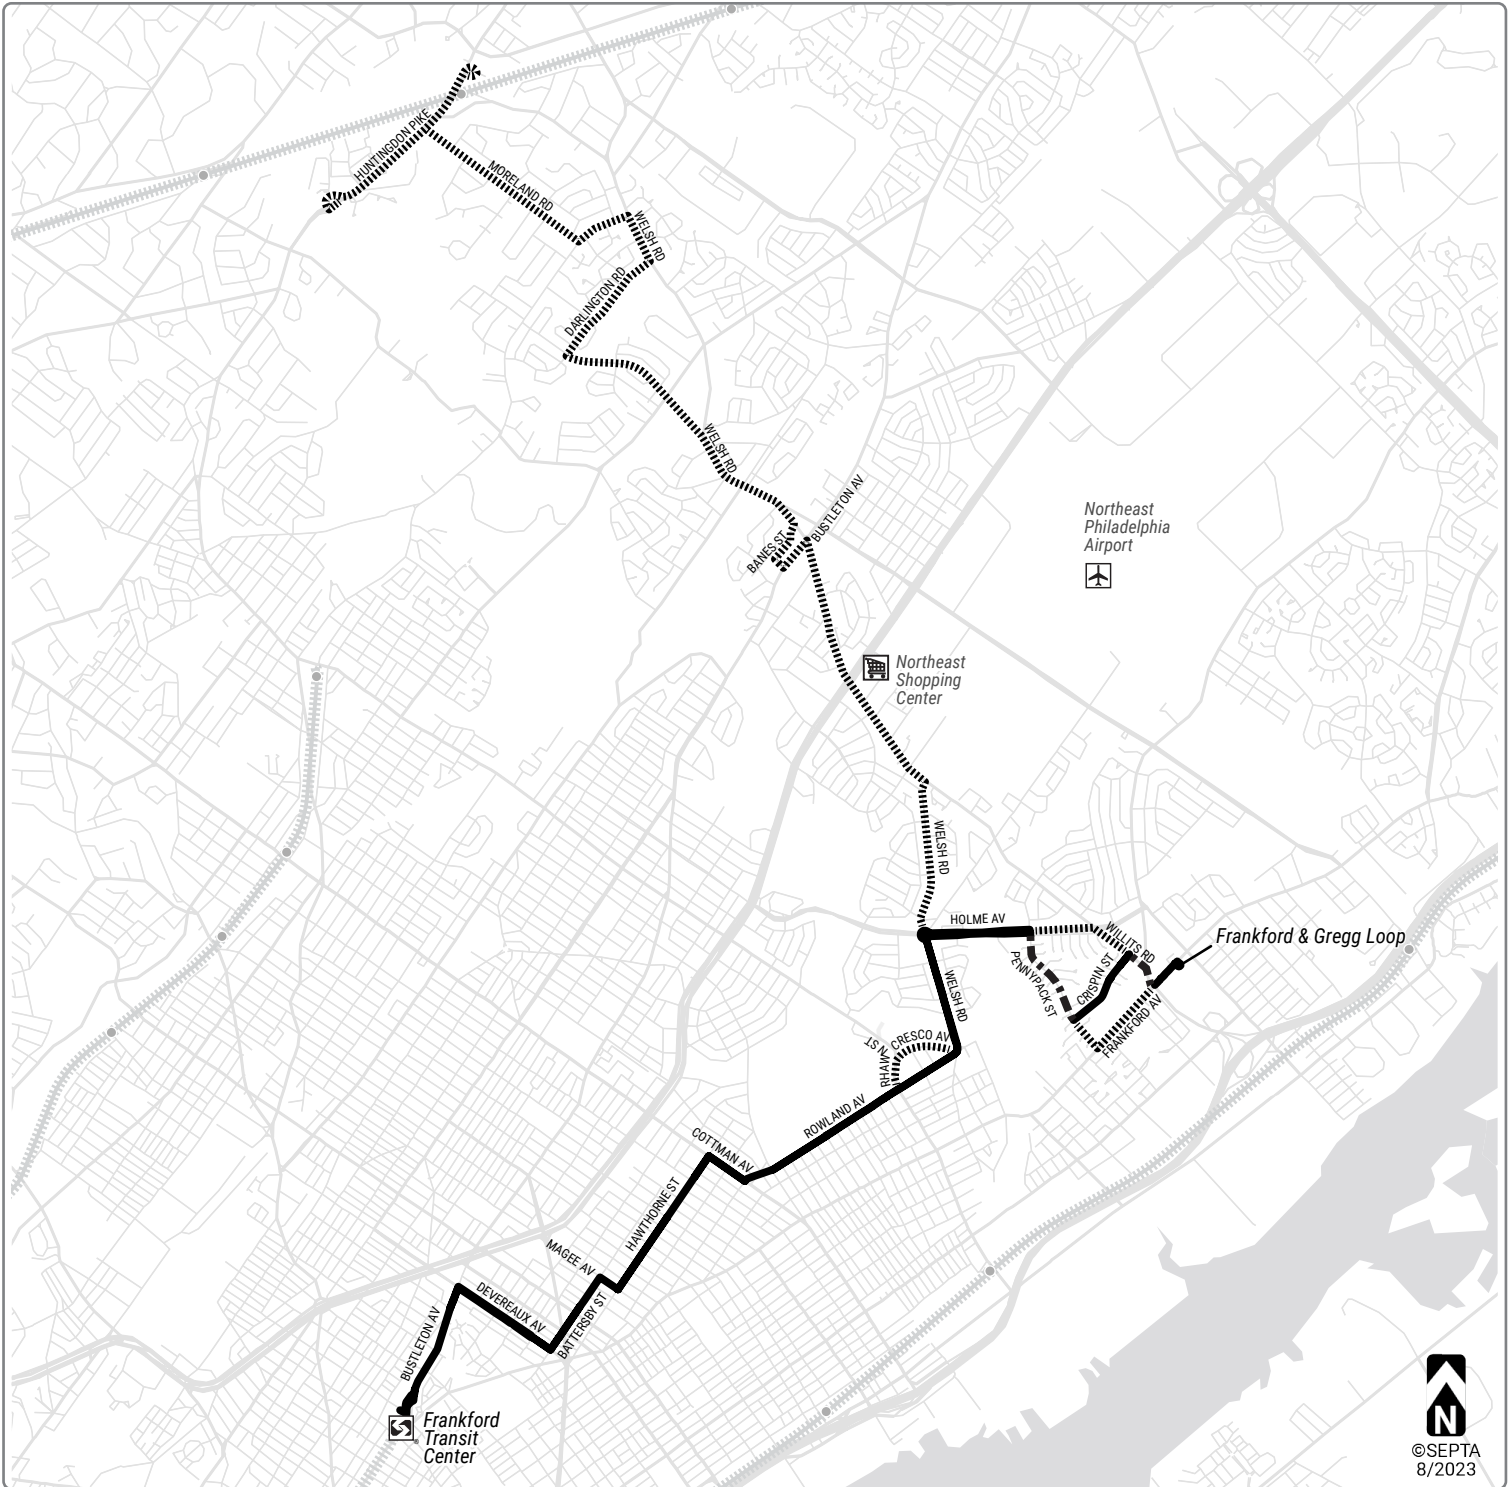 HUNTINGDON PIKE
MORELAND RD
WELSH RD
DARLINGTON RD
WELSH RD
BUSTLETON AV
BANES ST
Northeast
Philadelphia
Airport
Northeast
Shopping
Center
WELSH RD
HOLME AV
WILLITS RD
Frankford & Gregg Loop
PENNYPACK ST
CRISPIN ST
WELSH RD
FRANKFORD AV
CRESCO AV
RHAWN ST
ROWLAND AV
COTTMAN AV
HAWTHORNE ST
MAGEE AV
DEVEREAUX AV
BATTERSBY ST
BUSTLETON AV
Frankford
Transit
Center
N
©SEPTA
8/2023